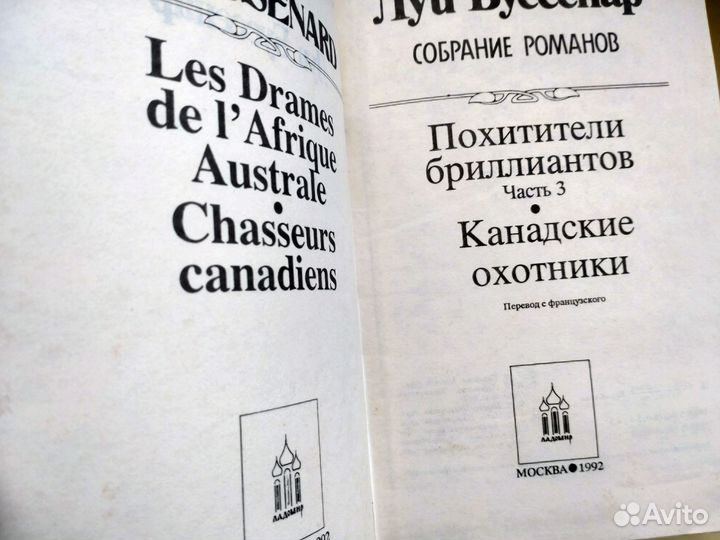 Les Drames
de l'Afrique
Australe
•
Chasseurs
canadiens
ЛАДОМИР
Луи Буссенар
СОБРАНИЕ РОМАНОВ
Похитители
бриллиантов
Часть 3
•
Канадские
охотники
Перевод с французского
ЛАДОМИР
МОСКВА●1992
Avito